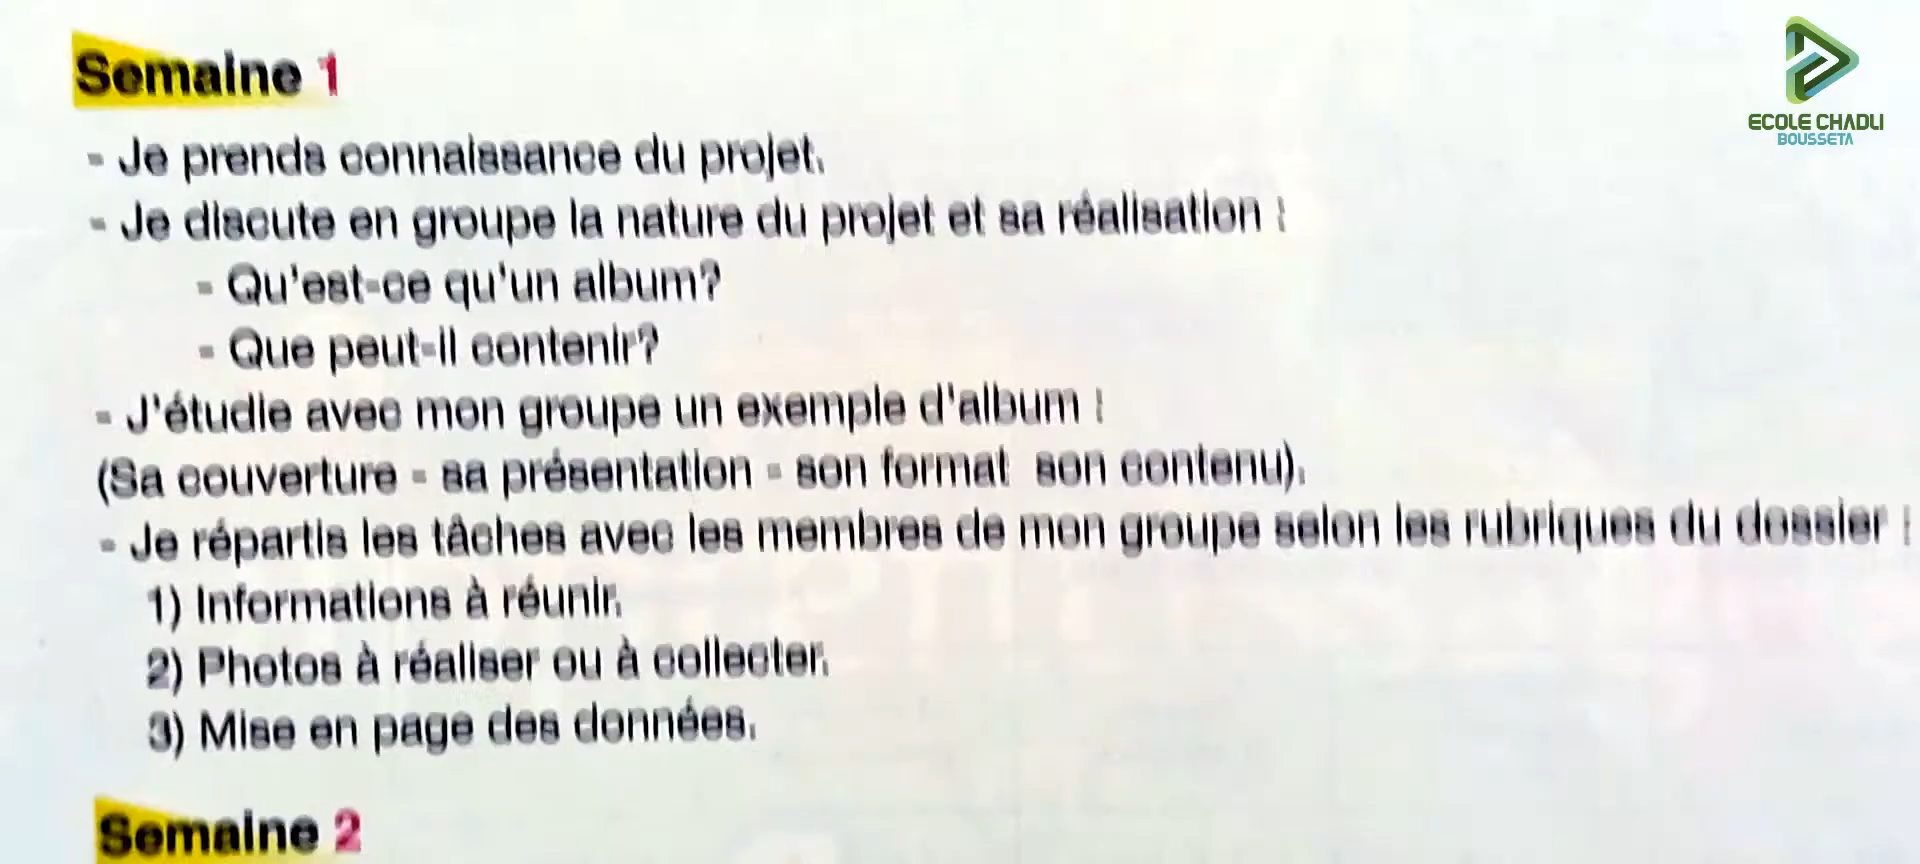 Semaine 1
- Je prends connaissance du projet.
- Je discute en groupe la nature du projet et sa réalisation :
- Qu'est-ce qu'un album?
- Que peut-il contenir?
- J'étudie avec mon groupe un exemple d'album :
(Sa couverture - sa présentation - son format son contenu).
- Je répartis les tâches avec les membres de mon groupe selon les rubriques du dossier :
1) Informations à réunir.
2) Photos à réaliser ou à collecter.
3) Mise en page des données.
Semaine 2
ECOLE CHADLI
BOUSSETA